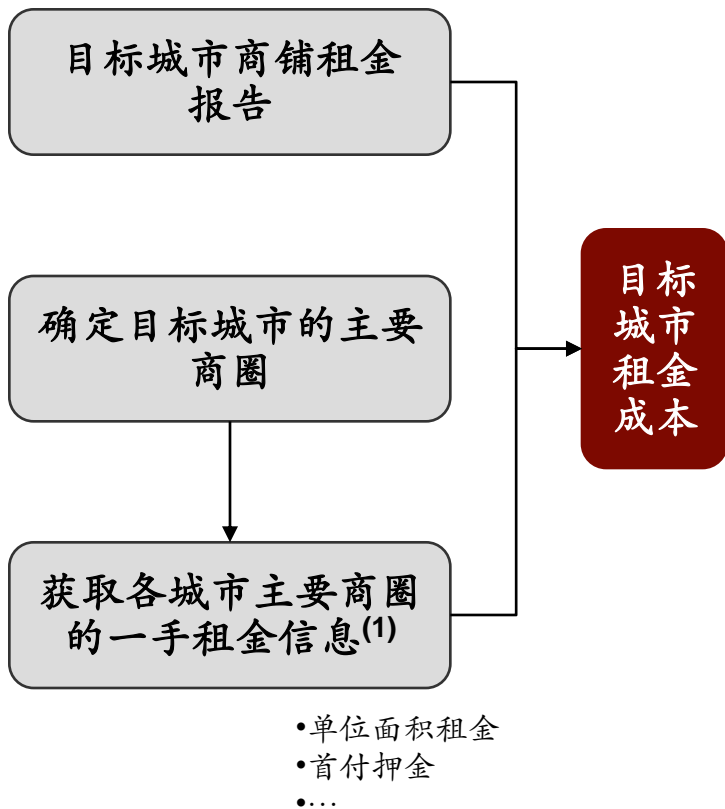 目标城市商铺租金
报告
确定目标城市的主要
商圈
获取各城市主要商圈
的一手租金信息(1)
•单位面积租金
•首付押金
•…
目标
城市
租金
成本